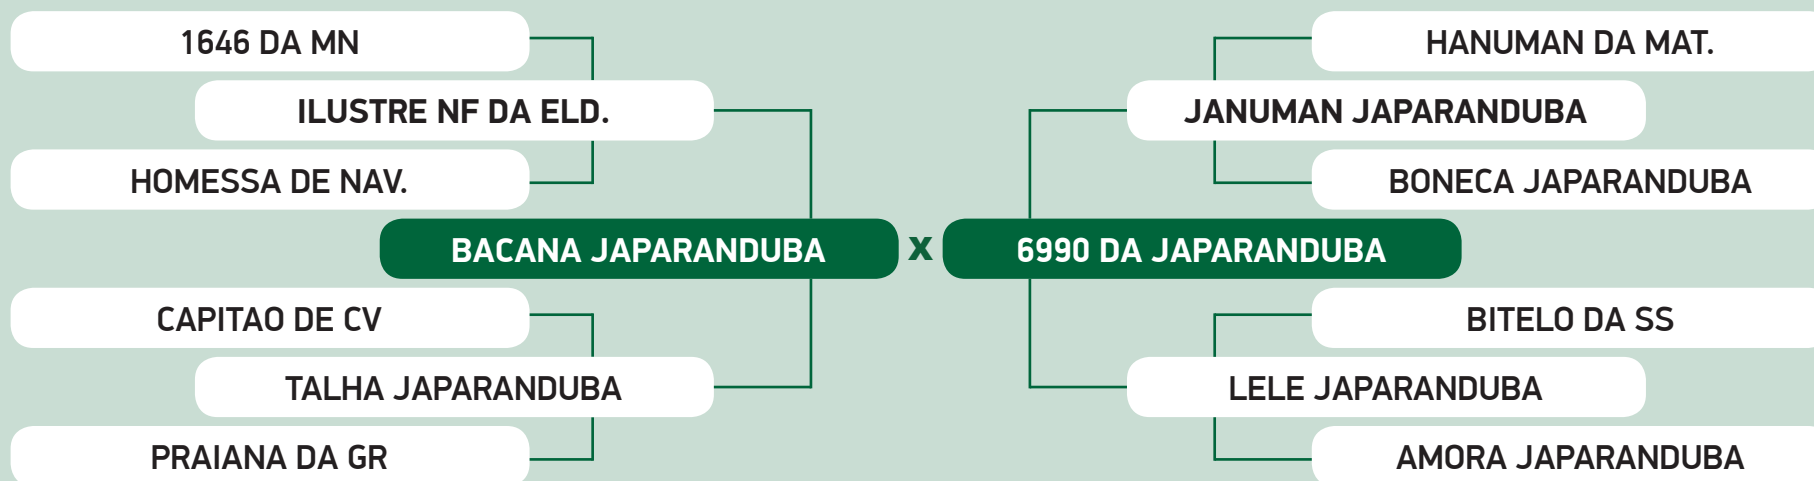 1646 DA MN
HANUMAN DA MAT.
ILUSTRE NF DA ELD.
JANUMAN JAPARANDUBA
HOMESSA DE NAV.
BONECA JAPARANDUBA
BACANA JAPARANDUBA x 6990 DA JAPARANDUBA
CAPITAO DE CV
BITELO DA SS
TALHA JAPARANDUBA
LELE JAPARANDUBA
PRAIANA DA GR
AMORA JAPARANDUBA